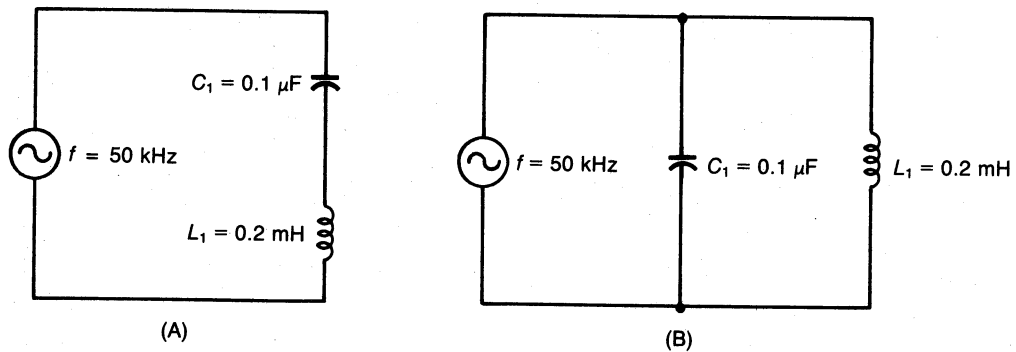 C₁ = 0.1 μF
f = 50 kHz
L₁ = 0.2 mH
(A)
f = 50 kHz
C₁ = 0.1 μF
L₁ = 0.2 mH
(B)